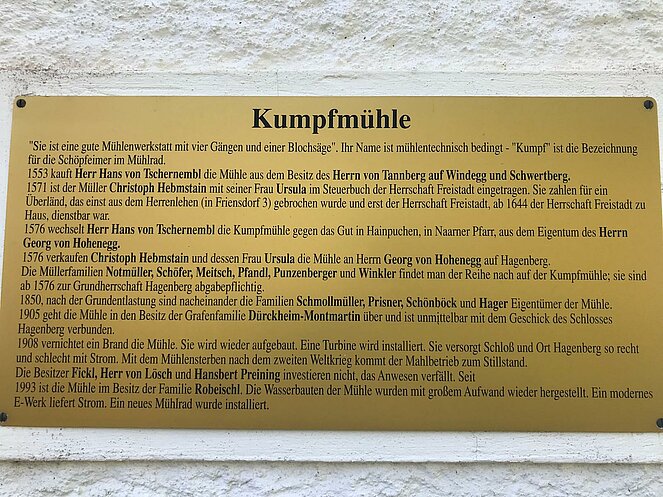 Kumpfmühle
"Sie ist eine gute Mühlenwerkstatt mit vier Gängen und einer Blochsäge". Ihr Name ist mühlentechnisch bedingt - "Kumpf" ist die Bezeichnung
für die Schöpfeimer im Mühlrad.
1553 kauft Herr Hans von Tschernembl die Mühle aus dem Besitz des Herrn von Tannberg auf Windegg und Schwertberg.
1571 ist der Müller Christoph Hebmstain mit seiner Frau Ursula im Steuerbuch der Herrschaft Freistadt eingetragen. Sie zahlen für ein
Überländ, das einst aus dem Herrenlehen (in Friensdorf 3) gebrochen wurde und erst der Herrschaft Freistadt, ab 1644 der Herrschaft Freistadt zu
Haus, dienstbar war.
1576 wechselt Herr Hans von Tschernembl die Kumpfmühle gegen das Gut in Hainpuchen, in Naarner Pfarr, aus dem Eigentum des Herrn
Georg von Hohenegg.
1576 verkaufen Christoph Hebmstain und dessen Frau Ursula die Mühle an Herrn Georg von Hohenegg auf Hagenberg.
Die Müllerfamilien Notmüller, Schöfer, Meitsch, Pfandl, Punzenberger und Winkler findet man der Reihe nach auf der Kumpfmühle; sie sind
ab 1576 zur Grundherrschaft Hagenberg abgabepflichtig.
1850, nach der Grundentlastung sind nacheinander die Familien Schmollmüller, Prisner, Schönböck und Hager Eigentümer der Mühle.
1905 geht die Mühle in den Besitz der Grafenfamilie Dürckheim-Montmartin über und ist unmittelbar mit dem Geschick des Schlosses
Hagenberg verbunden.
1908 vernichtet ein Brand die Mühle. Sie wird wieder aufgebaut. Eine Turbine wird installiert. Sie versorgt Schloß und Ort Hagenberg so recht
und schlecht mit Strom. Mit dem Mühlensterben nach dem zweiten Weltkrieg kommt der Mahlbetrieb zum Stillstand.
Die Besitzer Fickl, Herr von Lösch und Hansbert Preining investieren nicht, das Anwesen verfällt. Seit
1993 ist die Mühle im Besitz der Familie Robeischl. Die Wasserbauten der Mühle wurden mit großem Aufwand wieder hergestellt. Ein modernes
E-Werk liefert Strom. Ein neues Mühlrad wurde installiert.